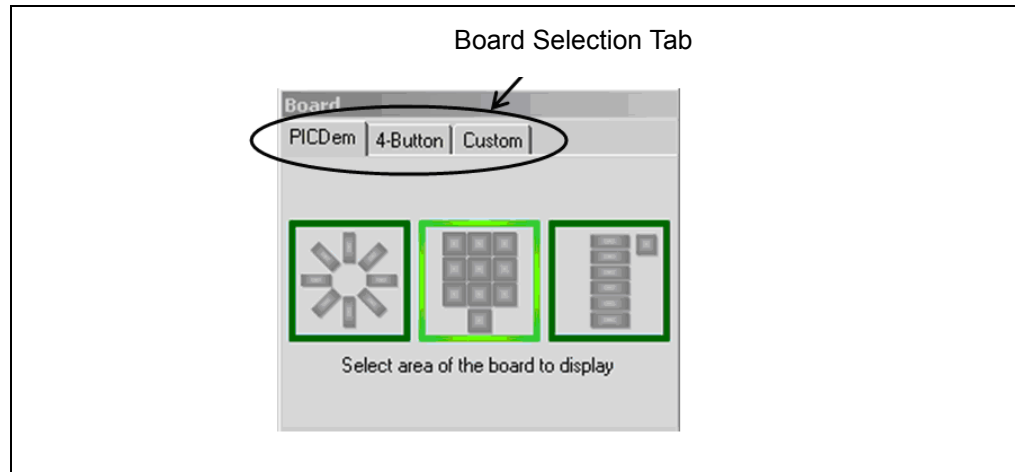 Board Selection Tab
Board
PICDem 4-Button Custom
Select area of the board to display